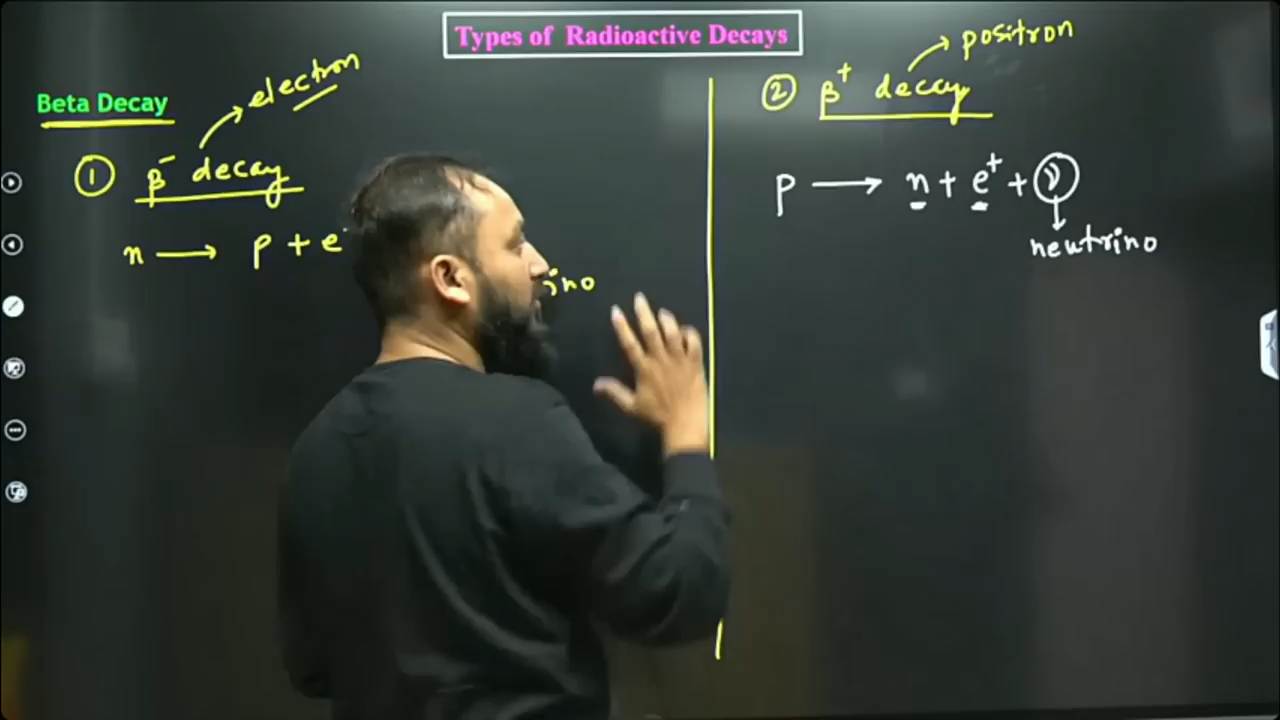 Types of Radioactive Decays
Beta Decay
electron
① β⁻ decay
n ⟶ p + e
ino
② β⁺ decay
positron
p ⟶ n + e⁺ + ν
neutrino